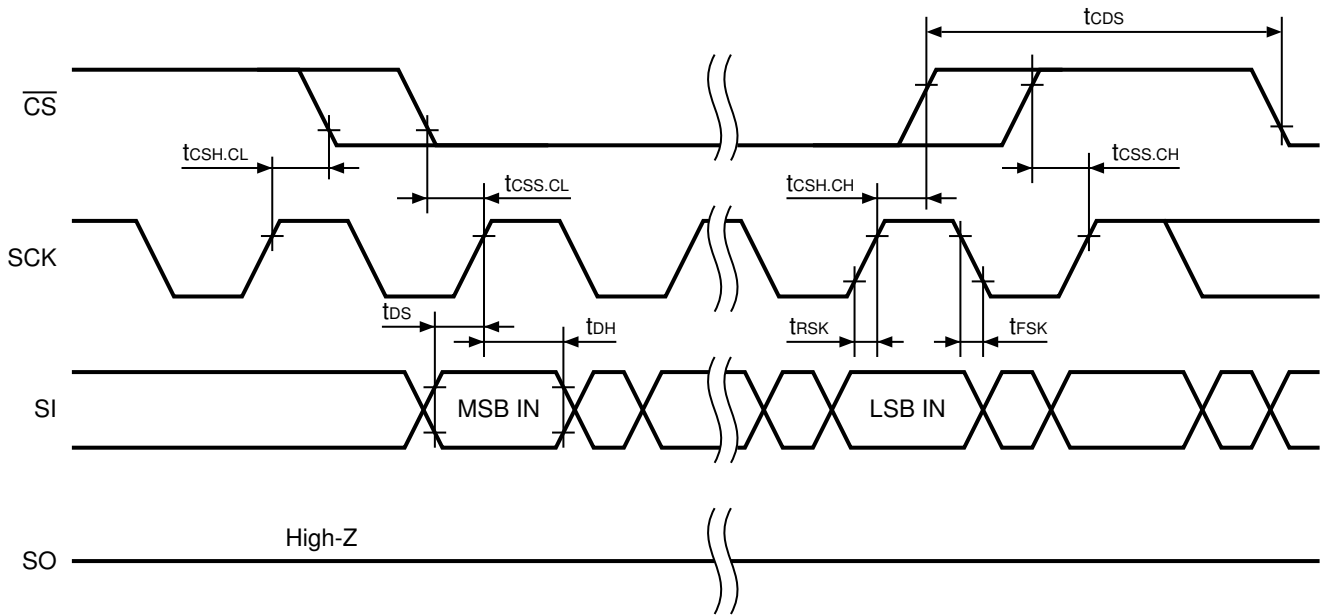 tCDS
CS
tCSH.CL
tCSS.CL
tCSH.CH
tCSS.CH
SCK
tDS
tDH
tRSK
tFSK
SI
MSB IN
LSB IN
High-Z
SO